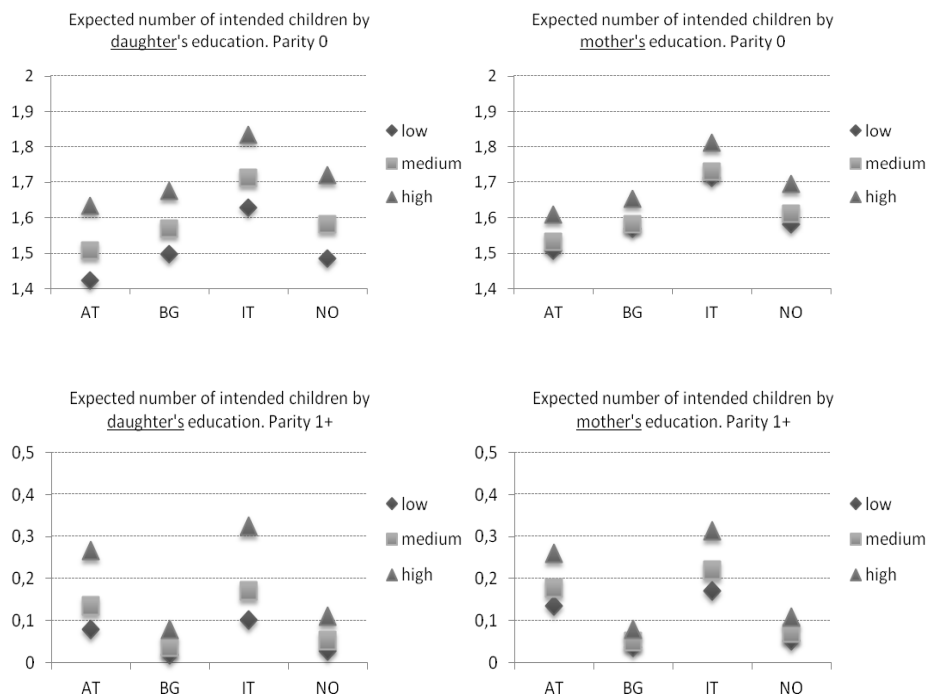 Expected number of intended children by
daughter's education. Parity 0
2
1,9
1,8
1,7
1,6
1,5
1,4
AT BG IT NO
low
medium
high
Expected number of intended children by
mother's education. Parity 0
2
1,9
1,8
1,7
1,6
1,5
1,4
AT BG IT NO
low
medium
high
Expected number of intended children by
daughter's education. Parity 1+
0,5
0,4
0,3
0,2
0,1
0
AT BG IT NO
low
medium
high
Expected number of intended children by
mother's education. Parity 1+
0,5
0,4
0,3
0,2
0,1
0
AT BG IT NO
low
medium
high